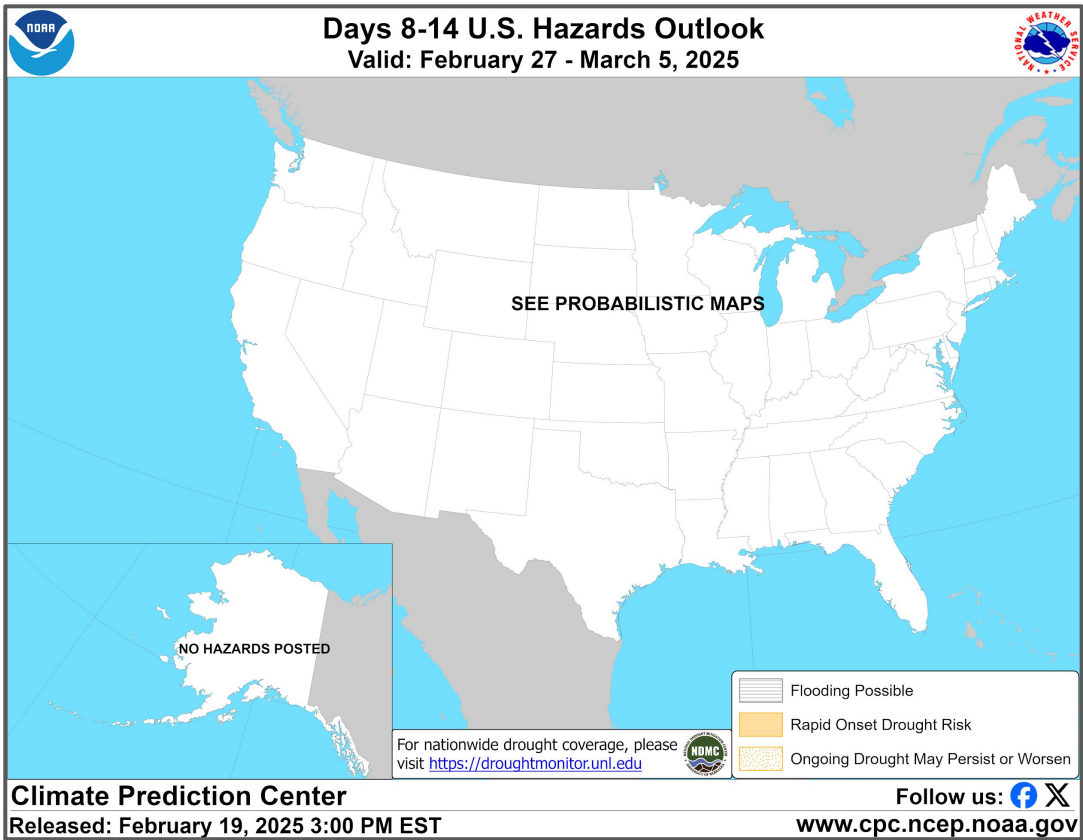 NOAA
Days 8-14 U.S. Hazards Outlook
Valid: February 27 - March 5, 2025
NATIONAL WEATHER SERVICE
SEE PROBABILISTIC MAPS
NO HAZARDS POSTED
For nationwide drought coverage, please
visit https://droughtmonitor.unl.edu
NDMC
Flooding Possible
Rapid Onset Drought Risk
Ongoing Drought May Persist or Worsen
Climate Prediction Center
Follow us:
Released: February 19, 2025 3:00 PM EST
www.cpc.ncep.noaa.gov